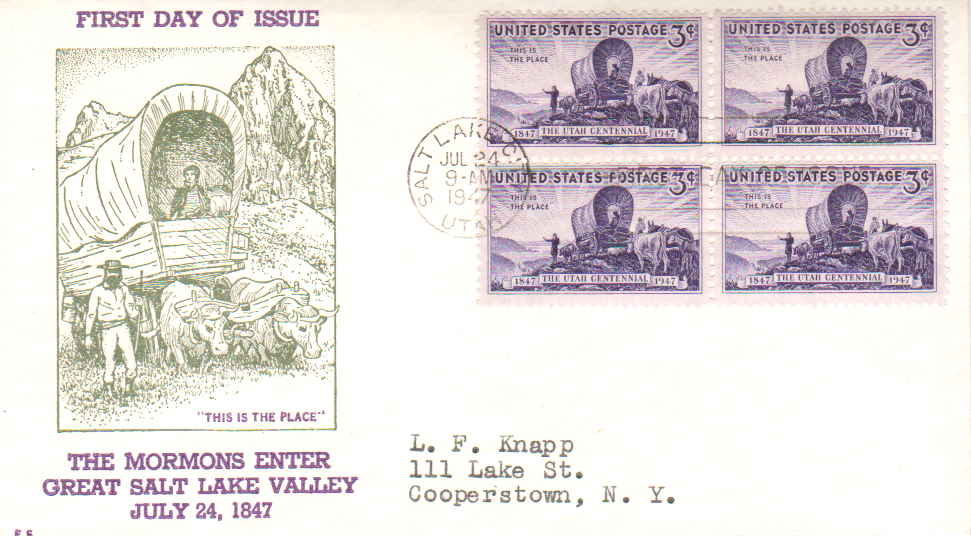 FIRST DAY OF ISSUE
"THIS IS THE PLACE"
THE MORMONS ENTER
GREAT SALT LAKE VALLEY
JULY 24, 1847
UNITED STATES POSTAGE 3¢
THIS IS
THE PLACE
1847 THE UTAH CENTENNIAL 1947
UNITED STATES POSTAGE 3¢
THIS IS
THE PLACE
1847 THE UTAH CENTENNIAL 1947
UNITED STATES POSTAGE 3¢
THIS IS
THE PLACE
1847 THE UTAH CENTENNIAL 1947
UNITED STATES POSTAGE 3¢
THIS IS
THE PLACE
1847 THE UTAH CENTENNIAL 1947
SALT LAKE
JUL 24
9-AM
1947
UTAH
L. F. Knapp
111 Lake St.
Cooperstown, N. Y.